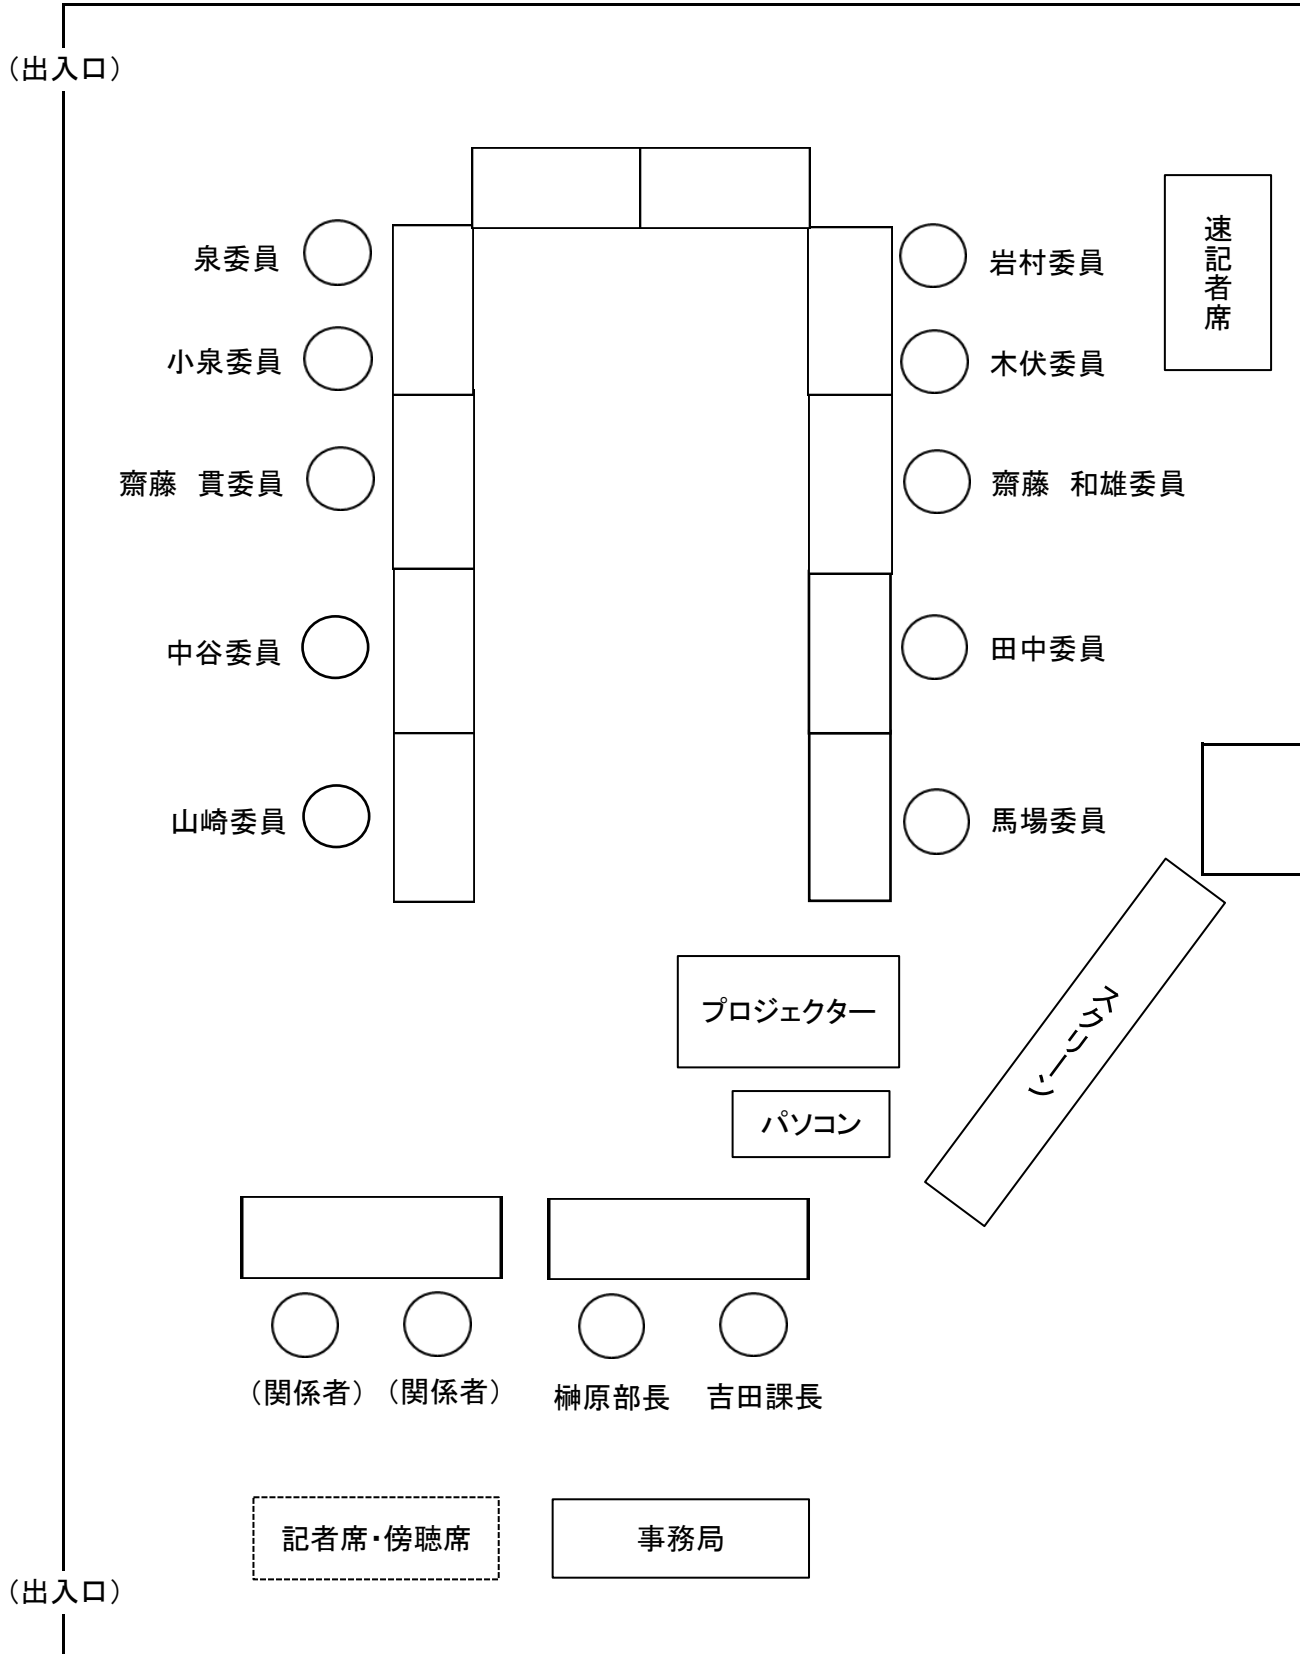 （出入口）
速記者席
泉委員
岩村委員
小泉委員
木伏委員
齋藤　貫委員
齋藤　和雄委員
中谷委員
田中委員
山崎委員
馬場委員
プロジェクター
スクリーン
パソコン
（関係者）
（関係者）
榊原部長
吉田課長
記者席・傍聴席
事務局
（出入口）